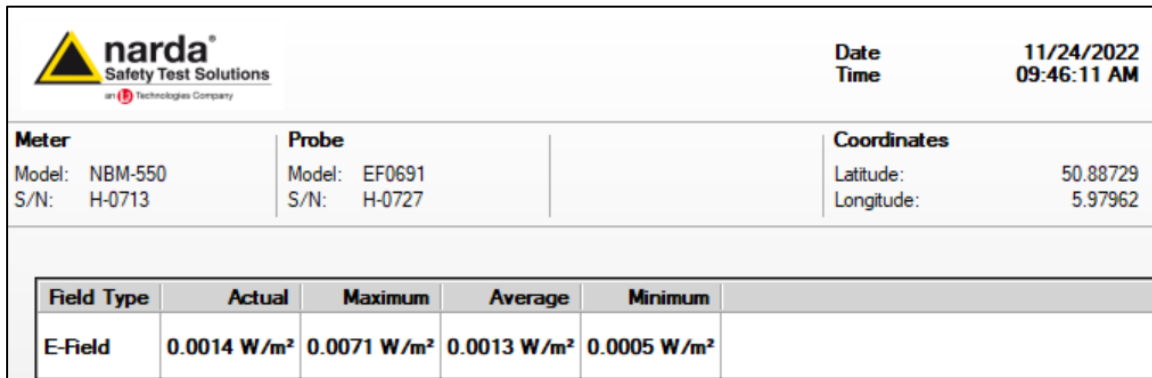 narda®
Safety Test Solutions
an L3 Technologies Company
Date 11/24/2022
Time 09:46:11 AM
Meter Probe Coordinates
Model: NBM-550 Model: EF0691 Latitude: 50.88729
S/N: H-0713 S/N: H-0727 Longitude: 5.97962
Field Type Actual Maximum Average Minimum
E-Field 0.0014 W/m² 0.0071 W/m² 0.0013 W/m² 0.0005 W/m²